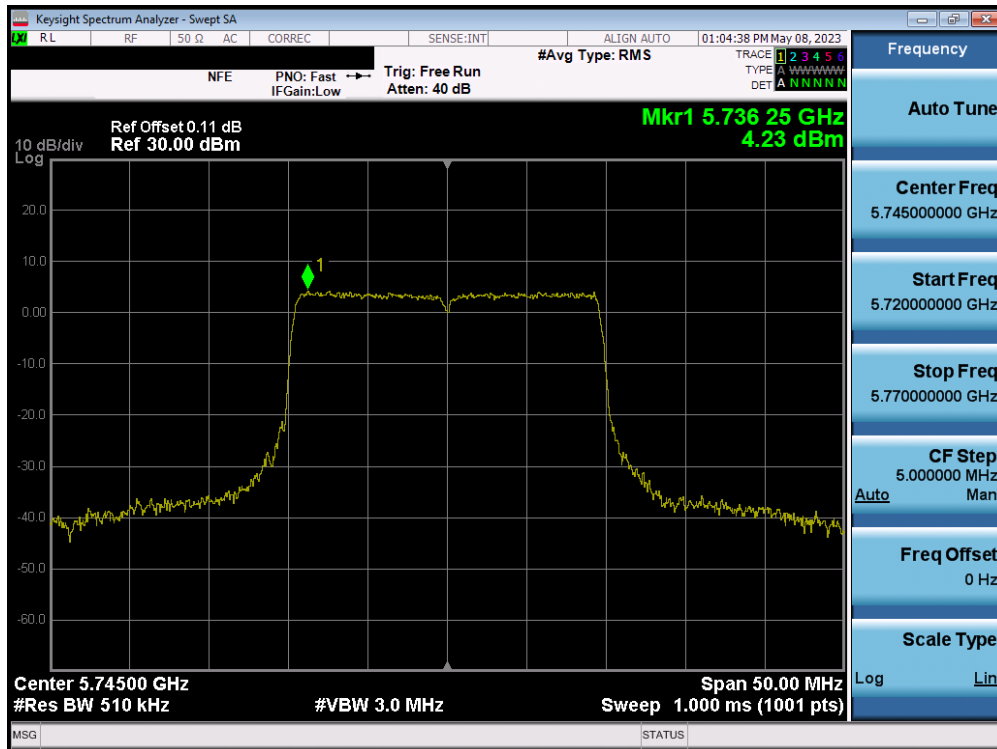 Keysight Spectrum Analyzer - Swept SA
LXI RL RF 50 Ω AC CORREC SENSE:INT ALIGN AUTO 01:04:38 PM May 08, 2023
#Avg Type: RMS
TRACE 1 2 3 4 5 6
TYPE A WWWWW
DET A N N N N N
NFE PNO: Fast Trig: Free Run
IFGain:Low Atten: 40 dB
Mkr1 5.736 25 GHz
4.23 dBm
Ref Offset 0.11 dB
10 dB/div Ref 30.00 dBm
Log
20.0
10.0
1
0.00
-10.0
-20.0
-30.0
-40.0
-50.0
-60.0
Center 5.74500 GHz Span 50.00 MHz
#Res BW 510 kHz #VBW 3.0 MHz Sweep 1.000 ms (1001 pts)
MSG STATUS
Frequency
Auto Tune
Center Freq
5.745000000 GHz
Start Freq
5.720000000 GHz
Stop Freq
5.770000000 GHz
CF Step
5.000000 MHz
Auto Man
Freq Offset
0 Hz
Scale Type
Log Lin